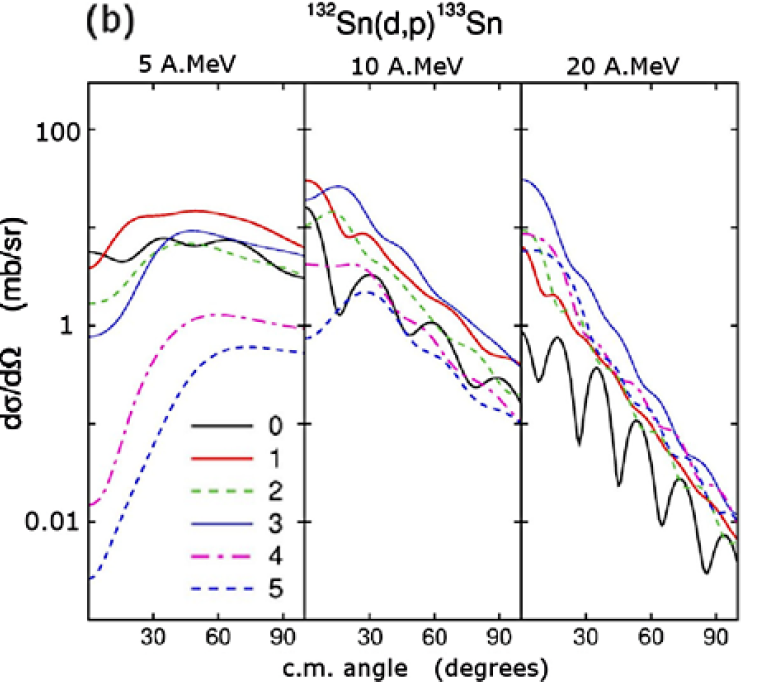 (b) ¹³²Sn(d,p)¹³³Sn
5 A.MeV 10 A.MeV 20 A.MeV
100
1
0.01
dσ/dΩ (mb/sr)
0
1
2
3
4
5
30 60 90 30 60 90 30 60 90
c.m. angle (degrees)